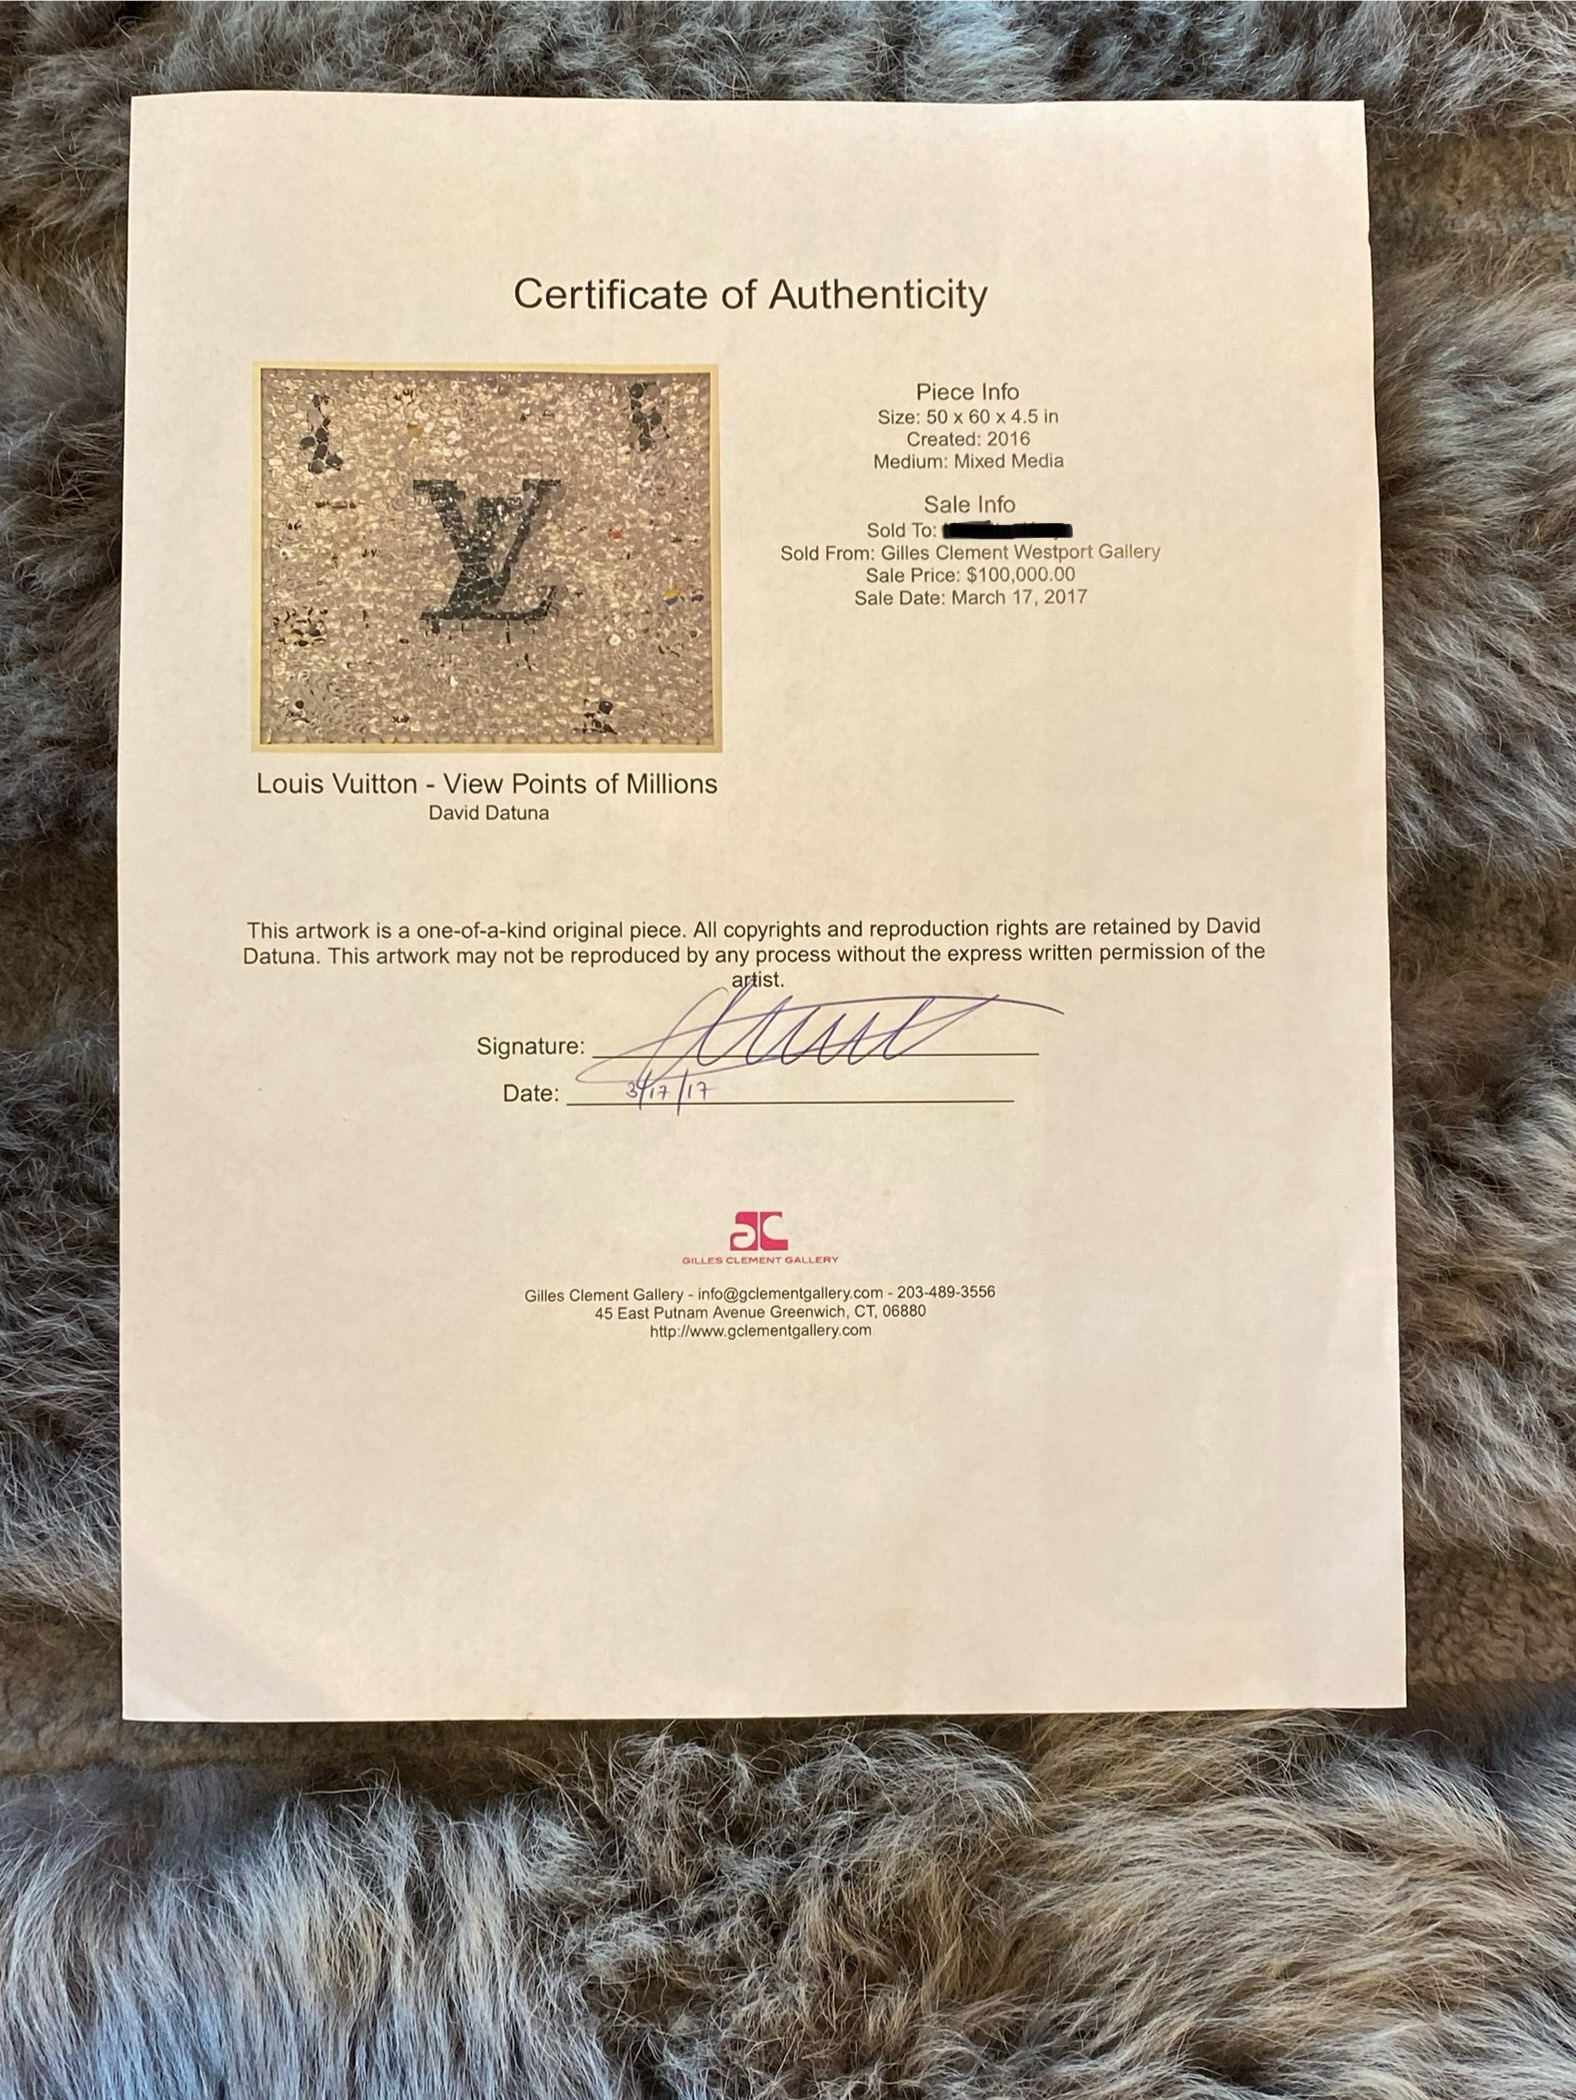 Certificate of Authenticity
LV
Louis Vuitton - View Points of Millions
David Datuna
Piece Info
Size: 50 x 60 x 4.5 in
Created: 2016
Medium: Mixed Media
Sale Info
Sold To:
Sold From: Gilles Clement Westport Gallery
Sale Price: $100,000.00
Sale Date: March 17, 2017
This artwork is a one-of-a-kind original piece. All copyrights and reproduction rights are retained by David
Datuna. This artwork may not be reproduced by any process without the express written permission of the
artist.
Signature:
Date: 3/17/17
GILLES CLEMENT GALLERY
Gilles Clement Gallery - info@gclementgallery.com - 203-489-3556
45 East Putnam Avenue Greenwich, CT, 06880
http://www.gclementgallery.com